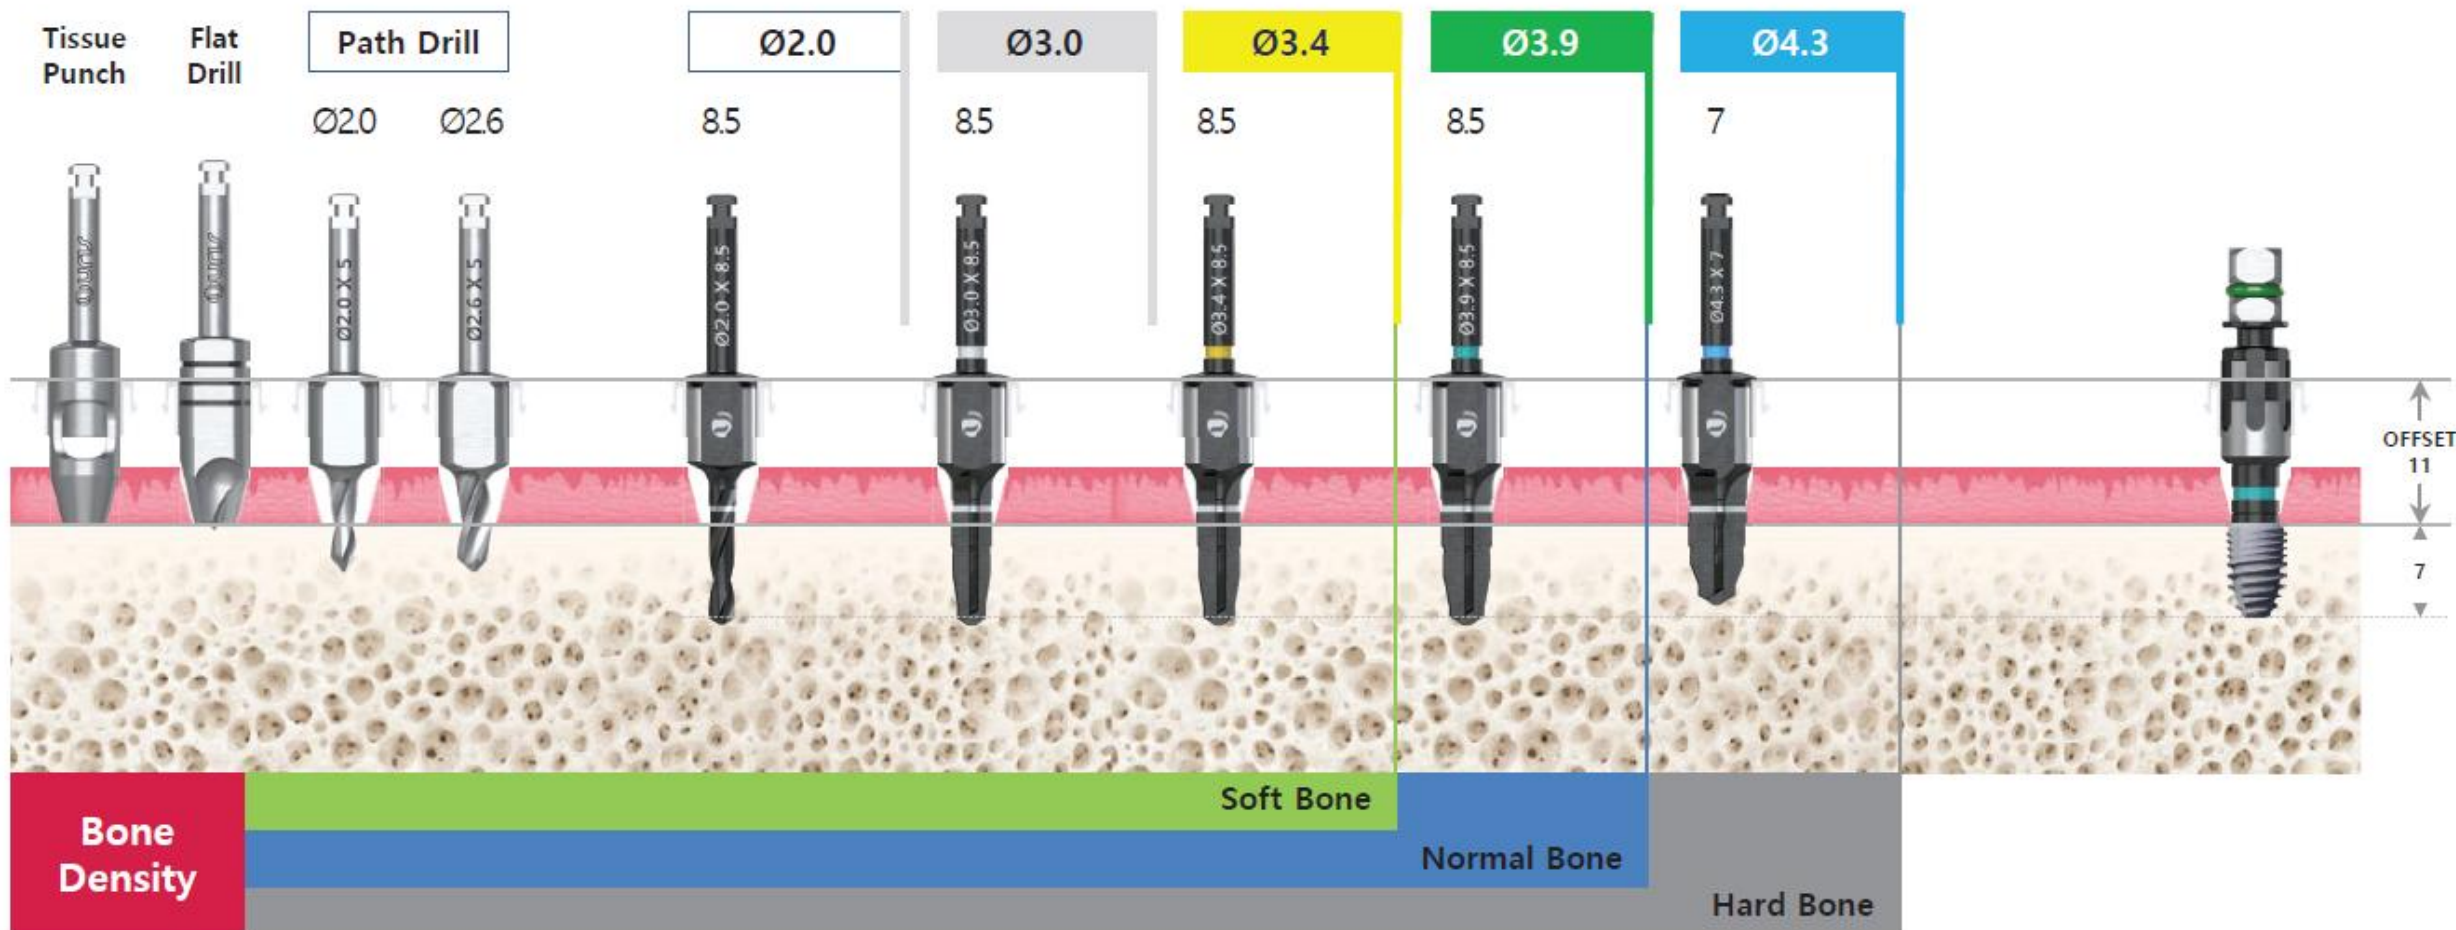 Tissue
Punch
Flat
Drill
Path Drill
Ø2.0
Ø3.0
Ø3.4
Ø3.9
Ø4.3
Ø2.0
Ø2.6
8.5
8.5
8.5
8.5
7
Ø2.0 X 5
Ø2.6 X 5
Ø2.0 X 8.5
Ø3.0 X 8.5
Ø3.4 X 8.5
Ø3.9 X 8.5
Ø4.3 X 7
OFFSET
11
7
Soft Bone
Bone
Density
Normal Bone
Hard Bone